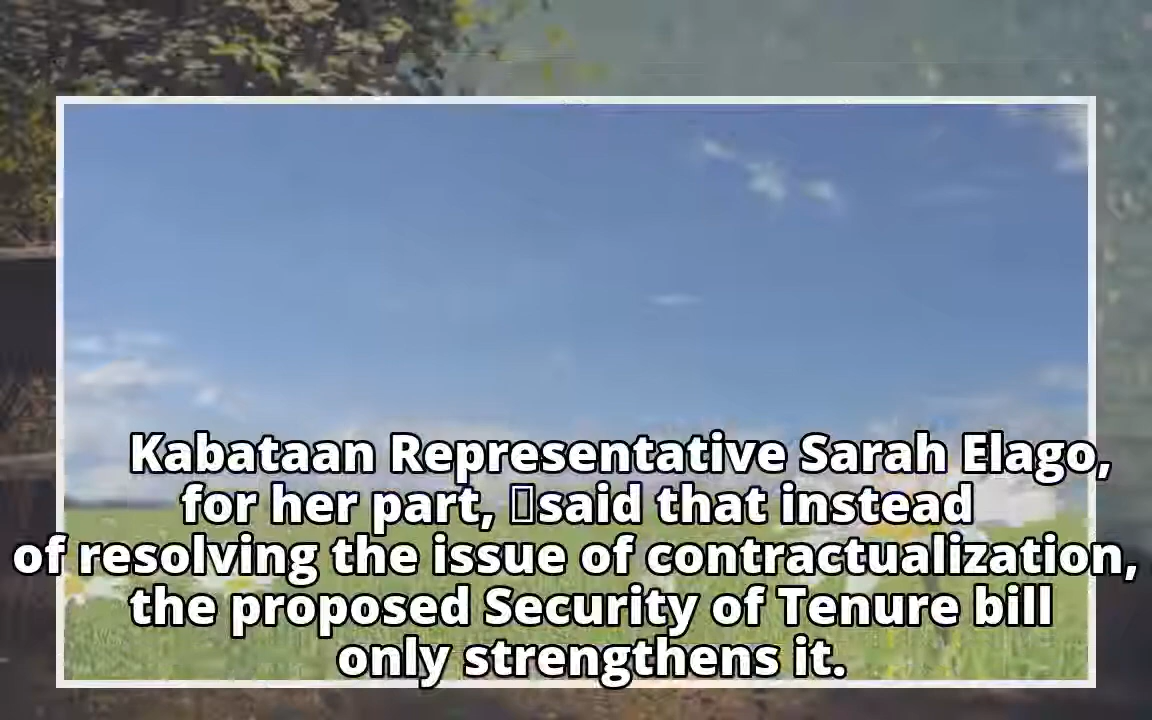 Kabataan Representative Sarah Elago,
for her part, said that instead
of resolving the issue of contractualization,
the proposed Security of Tenure bill
only strengthens it.